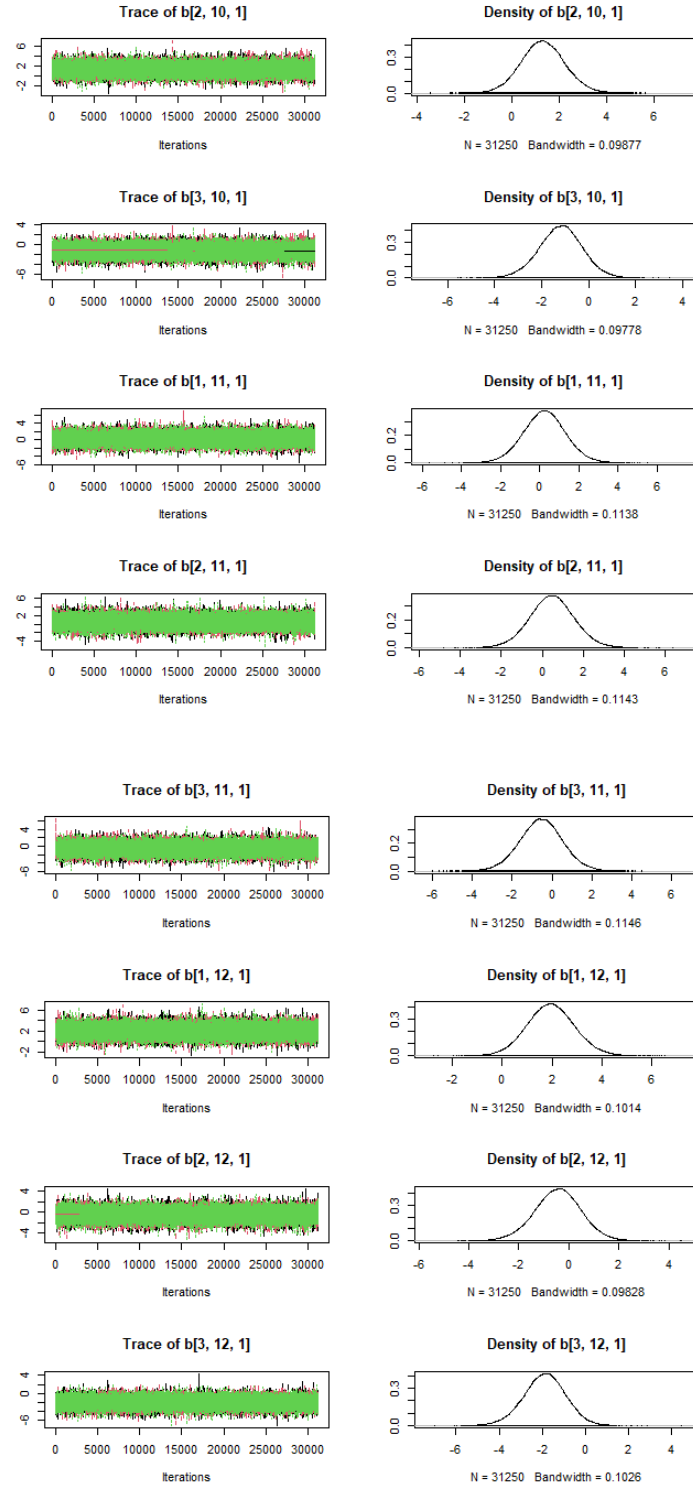 Trace of b[2, 10, 1]
-2 2 6
0 5000 10000 15000 20000 25000 30000
Iterations
Density of b[2, 10, 1]
0.0 0.3
-4 -2 0 2 4 6
N = 31250 Bandwidth = 0.09877
Trace of b[3, 10, 1]
-6 0 4
0 5000 10000 15000 20000 25000 30000
Iterations
Density of b[3, 10, 1]
0.0 0.3
-6 -4 -2 0 2 4
N = 31250 Bandwidth = 0.09778
Trace of b[1, 11, 1]
-6 0 4
0 5000 10000 15000 20000 25000 30000
Iterations
Density of b[1, 11, 1]
0.0 0.2
-6 -4 -2 0 2 4 6
N = 31250 Bandwidth = 0.1138
Trace of b[2, 11, 1]
-4 2 6
0 5000 10000 15000 20000 25000 30000
Iterations
Density of b[2, 11, 1]
0.0 0.2
-6 -4 -2 0 2 4 6
N = 31250 Bandwidth = 0.1143
Trace of b[3, 11, 1]
-6 0 4
0 5000 10000 15000 20000 25000 30000
Iterations
Density of b[3, 11, 1]
0.0 0.2
-6 -4 -2 0 2 4 6
N = 31250 Bandwidth = 0.1146
Trace of b[1, 12, 1]
-2 2 6
0 5000 10000 15000 20000 25000 30000
Iterations
Density of b[1, 12, 1]
0.0 0.3
-2 0 2 4 6
N = 31250 Bandwidth = 0.1014
Trace of b[2, 12, 1]
-4 0 4
0 5000 10000 15000 20000 25000 30000
Iterations
Density of b[2, 12, 1]
0.0 0.3
-6 -4 -2 0 2 4
N = 31250 Bandwidth = 0.09828
Trace of b[3, 12, 1]
-6 0 4
0 5000 10000 15000 20000 25000 30000
Iterations
Density of b[3, 12, 1]
0.0 0.3
-6 -4 -2 0 2 4
N = 31250 Bandwidth = 0.1026